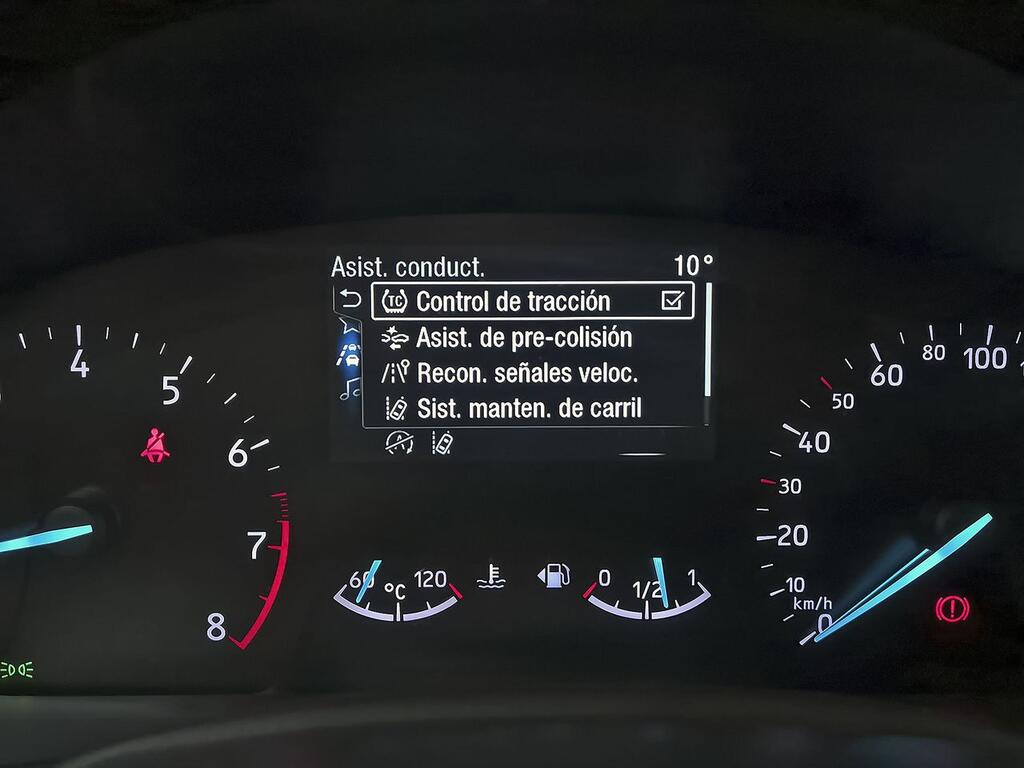 Asist. conduct. 10°
TC Control de tracción
Asist. de pre-colisión
Recon. señales veloc.
Sist. manten. de carril
A
4
5
6
7
8
60 °C 120
0 1/2 1
0
km/h
10
20
30
40
50
60
80
100